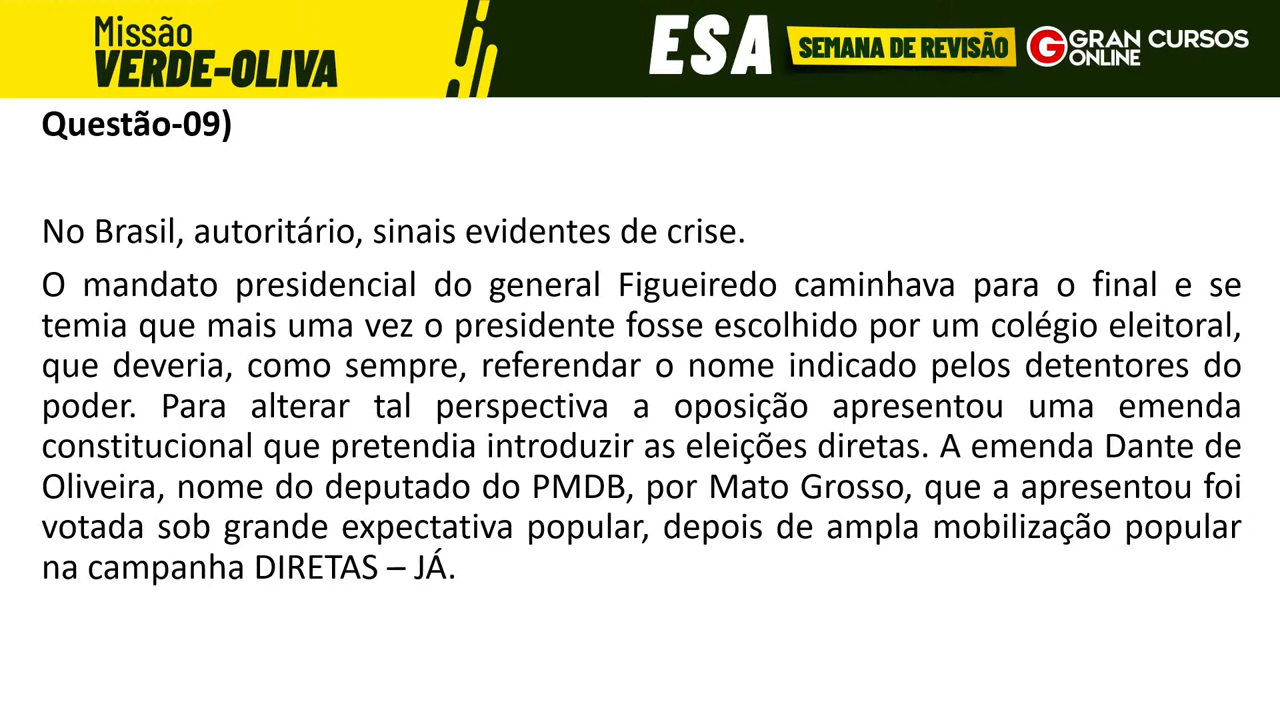 Missão
VERDE-OLIVA
ESA
SEMANA DE REVISÃO
GRAN CURSOS
ONLINE
Questão-09)
No Brasil, autoritário, sinais evidentes de crise.
O mandato presidencial do general Figueiredo caminhava para o final e se
temia que mais uma vez o presidente fosse escolhido por um colégio eleitoral,
que deveria, como sempre, referendar o nome indicado pelos detentores do
poder. Para alterar tal perspectiva a oposição apresentou uma emenda
constitucional que pretendia introduzir as eleições diretas. A emenda Dante de
Oliveira, nome do deputado do PMDB, por Mato Grosso, que a apresentou foi
votada sob grande expectativa popular, depois de ampla mobilização popular
na campanha DIRETAS – JÁ.